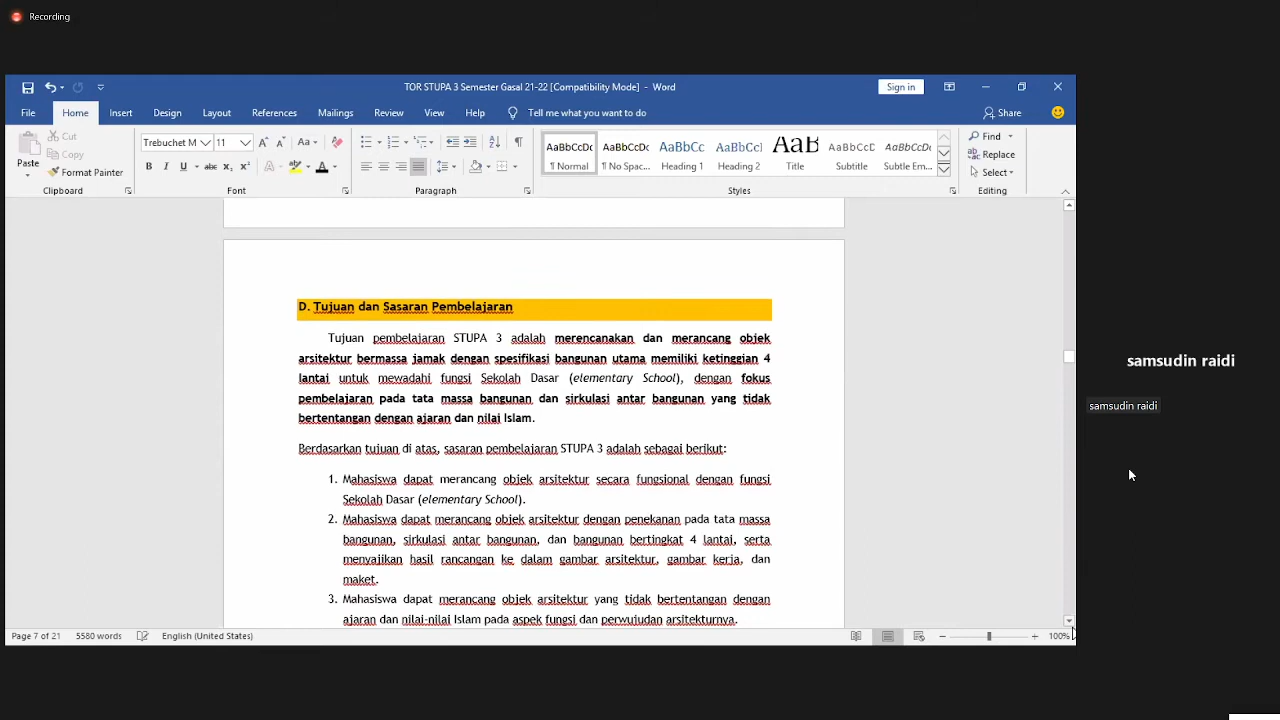 Recording
TOR STUPA 3 Semester Gasal 21-22 [Compatibility Mode] - Word
Sign in
File Home Insert Design Layout References Mailings Review View Help Tell me what you want to do Share
Paste
Cut
Copy
Format Painter
Clipboard
Trebuchet M 11
Font
Paragraph
AaBbCcDc AaBbCcDc AaBbCc AaBbCcI AaB AaBbCcD AaBbCcDc
¶ Normal ¶ No Spac... Heading 1 Heading 2 Title Subtitle Subtle Em...
Styles
Find
Replace
Select
Editing
D. Tujuan dan Sasaran Pembelajaran
Tujuan pembelajaran STUPA 3 adalah merencanakan dan merancang objek
arsitektur bermassa jamak dengan spesifikasi bangunan utama memiliki ketinggian 4
lantai untuk mewadahi fungsi Sekolah Dasar (elementary School), dengan fokus
pembelajaran pada tata massa bangunan dan sirkulasi antar bangunan yang tidak
bertentangan dengan ajaran dan nilai Islam.
Berdasarkan tujuan di atas, sasaran pembelajaran STUPA 3 adalah sebagai berikut:
1. Mahasiswa dapat merancang objek arsitektur secara fungsional dengan fungsi
Sekolah Dasar (elementary School).
2. Mahasiswa dapat merancang objek arsitektur dengan penekanan pada tata massa
bangunan, sirkulasi antar bangunan, dan bangunan bertingkat 4 lantai, serta
menyajikan hasil rancangan ke dalam gambar arsitektur, gambar kerja, dan
maket.
3. Mahasiswa dapat merancang objek arsitektur yang tidak bertentangan dengan
ajaran dan nilai-nilai Islam pada aspek fungsi dan perwujudan arsitekturnya.
Page 7 of 21 5580 words English (United States) 100%
samsudin raidi
samsudin raidi